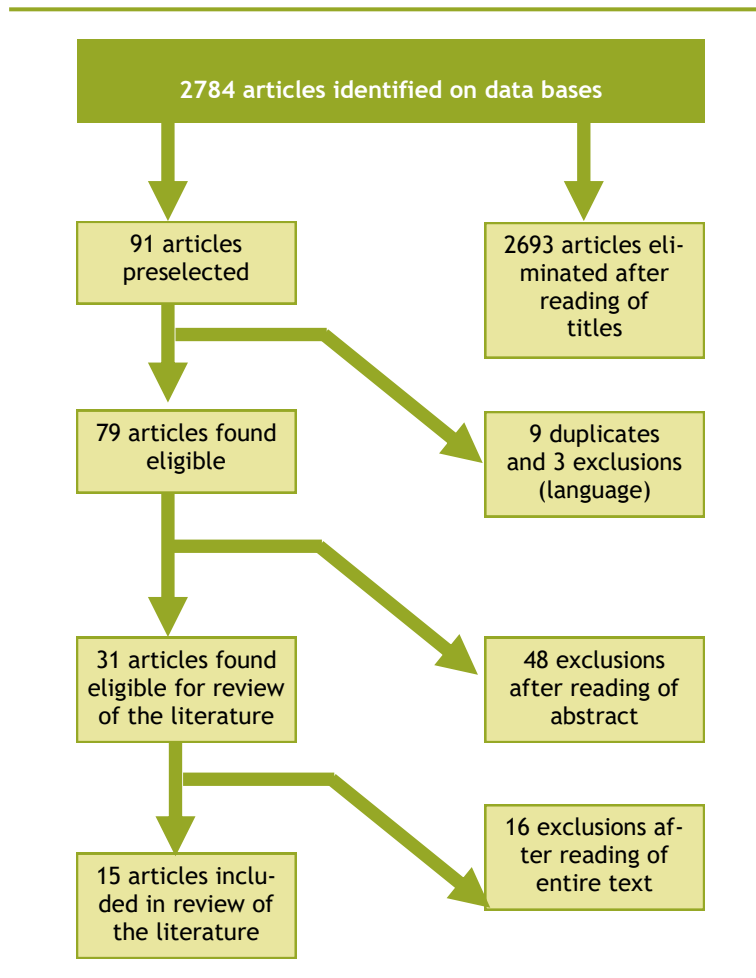 2784 articles identified on data bases
91 articles
preselected
2693 articles eli-
minated after
reading of
titles
79 articles found
eligible
9 duplicates
and 3 exclusions
(language)
31 articles found
eligible for review
of the literature
48 exclusions
after reading of
abstract
15 articles inclu-
ded in review of
the literature
16 exclusions af-
ter reading of
entire text